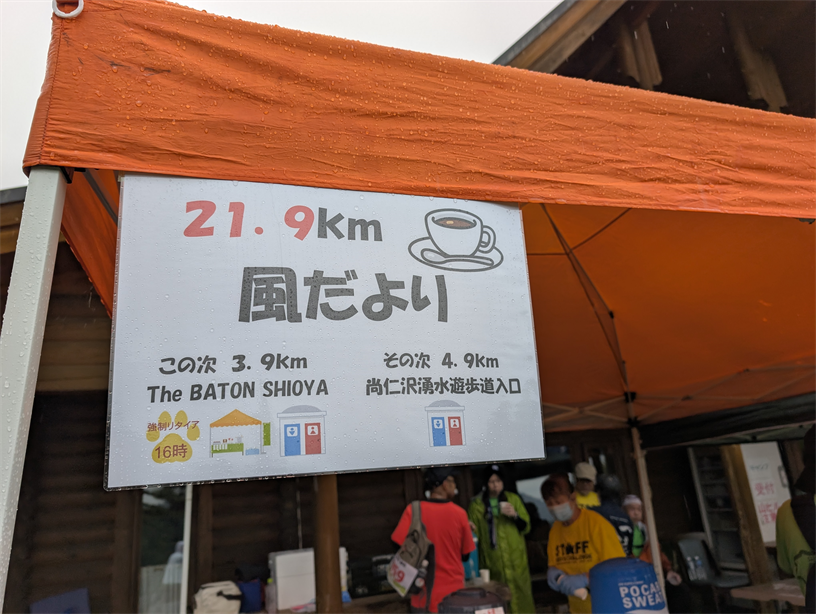 21.9km
風だより
この次 3.9Km
The BATON SHIOYA
その次 4.9Km
尚仁沢湧水遊歩道入口
強制リタイア
16時
STAFF
POCARI
SWEAT
受付